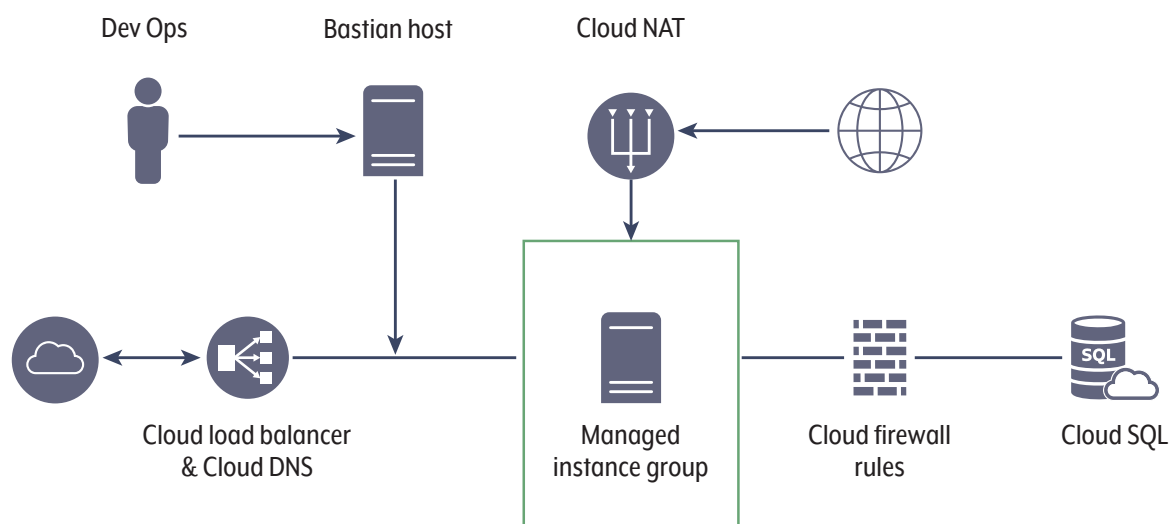 Dev Ops
Bastian host
Cloud NAT
SQL
Cloud load balancer
& Cloud DNS
Managed
instance group
Cloud firewall
rules
Cloud SQL